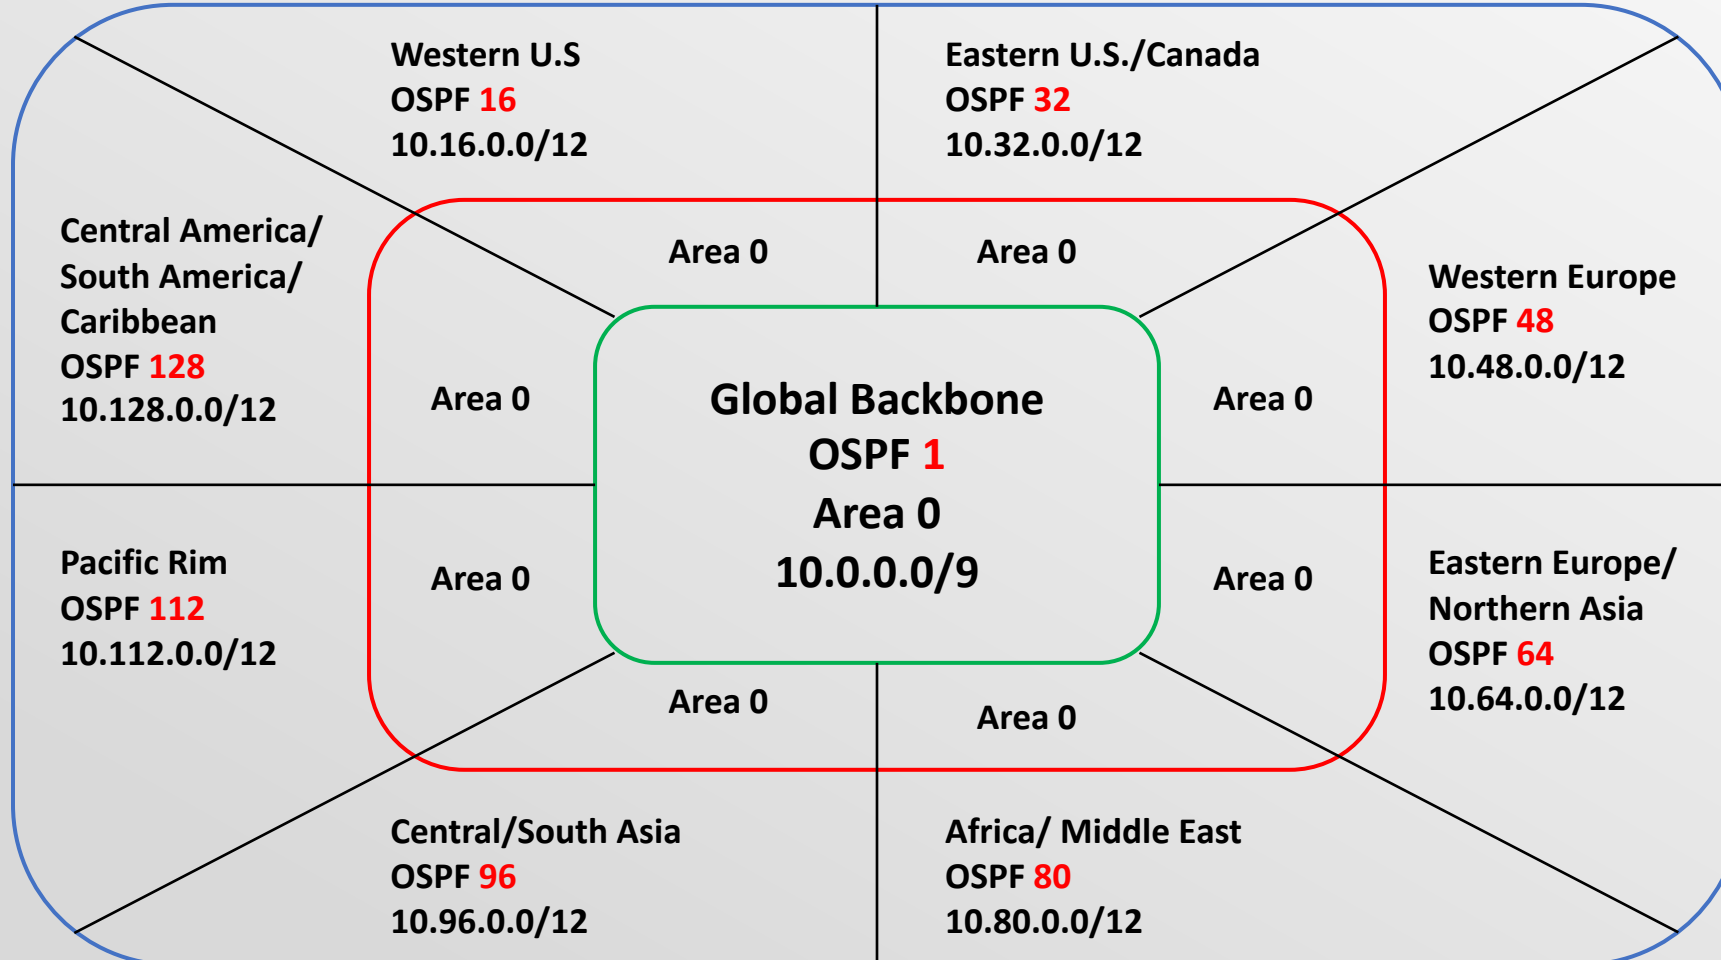 Western U.S
OSPF 16
10.16.0.0/12
Eastern U.S./Canada
OSPF 32
10.32.0.0/12
Central America/
South America/
Caribbean
OSPF 128
10.128.0.0/12
Area 0
Area 0
Western Europe
OSPF 48
10.48.0.0/12
Area 0
Global Backbone
OSPF 1
Area 0
10.0.0.0/9
Area 0
Pacific Rim
OSPF 112
10.112.0.0/12
Area 0
Area 0
Eastern Europe/
Northern Asia
OSPF 64
10.64.0.0/12
Area 0
Area 0
Central/South Asia
OSPF 96
10.96.0.0/12
Africa/ Middle East
OSPF 80
10.80.0.0/12